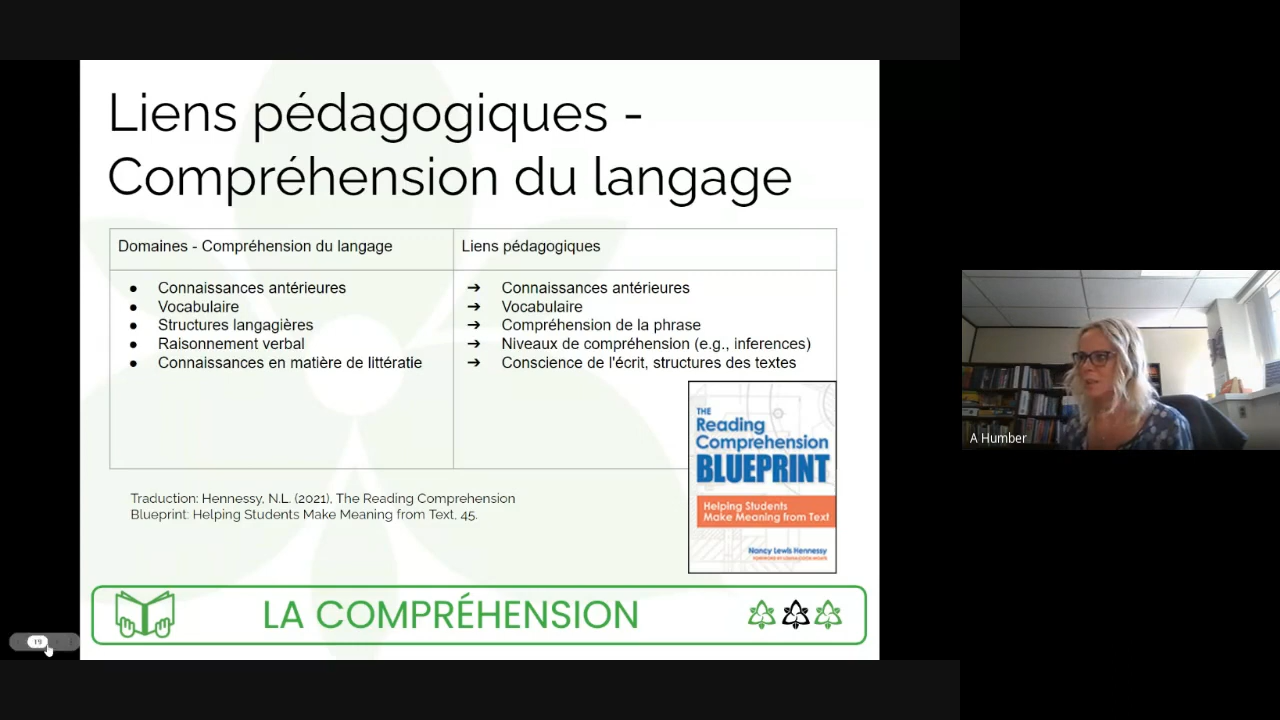 Liens pédagogiques -
Compréhension du langage
Domaines - Compréhension du langage
Liens pédagogiques
● Connaissances antérieures
● Vocabulaire
● Structures langagières
● Raisonnement verbal
● Connaissances en matière de littératie
➔ Connaissances antérieures
➔ Vocabulaire
➔ Compréhension de la phrase
➔ Niveaux de compréhension (e.g., inferences)
➔ Conscience de l'écrit, structures des textes
THE
Reading
Comprehension
BLUEPRINT
Helping Students
Make Meaning from Text
Nancy Lewis Hennessy
Traduction: Hennessy, N.L. (2021), The Reading Comprehension
Blueprint: Helping Students Make Meaning from Text, 45.
LA COMPRÉHENSION
19
A Humber